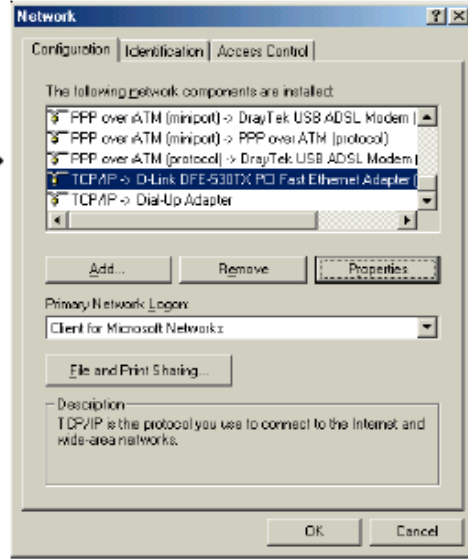 Network
Configuration Identification Access Control
The following network components are installed:
PPP over ATM (miniport) -> DrayTek USB ADSL Modem (
PPP over ATM (miniport) -> PPP over ATM (protocol)
PPP over ATM (protocol) -> DrayTek USB ADSL Modem (
TCP/IP -> D-Link DFE-530TX PCI Fast Ethernet Adapter (
TCP/IP -> Dial-Up Adapter
Add... Remove Properties
Primary Network Logon:
Client for Microsoft Networks
File and Print Sharing...
Description
TCP/IP is the protocol you use to connect to the Internet and
wide-area networks.
OK Cancel